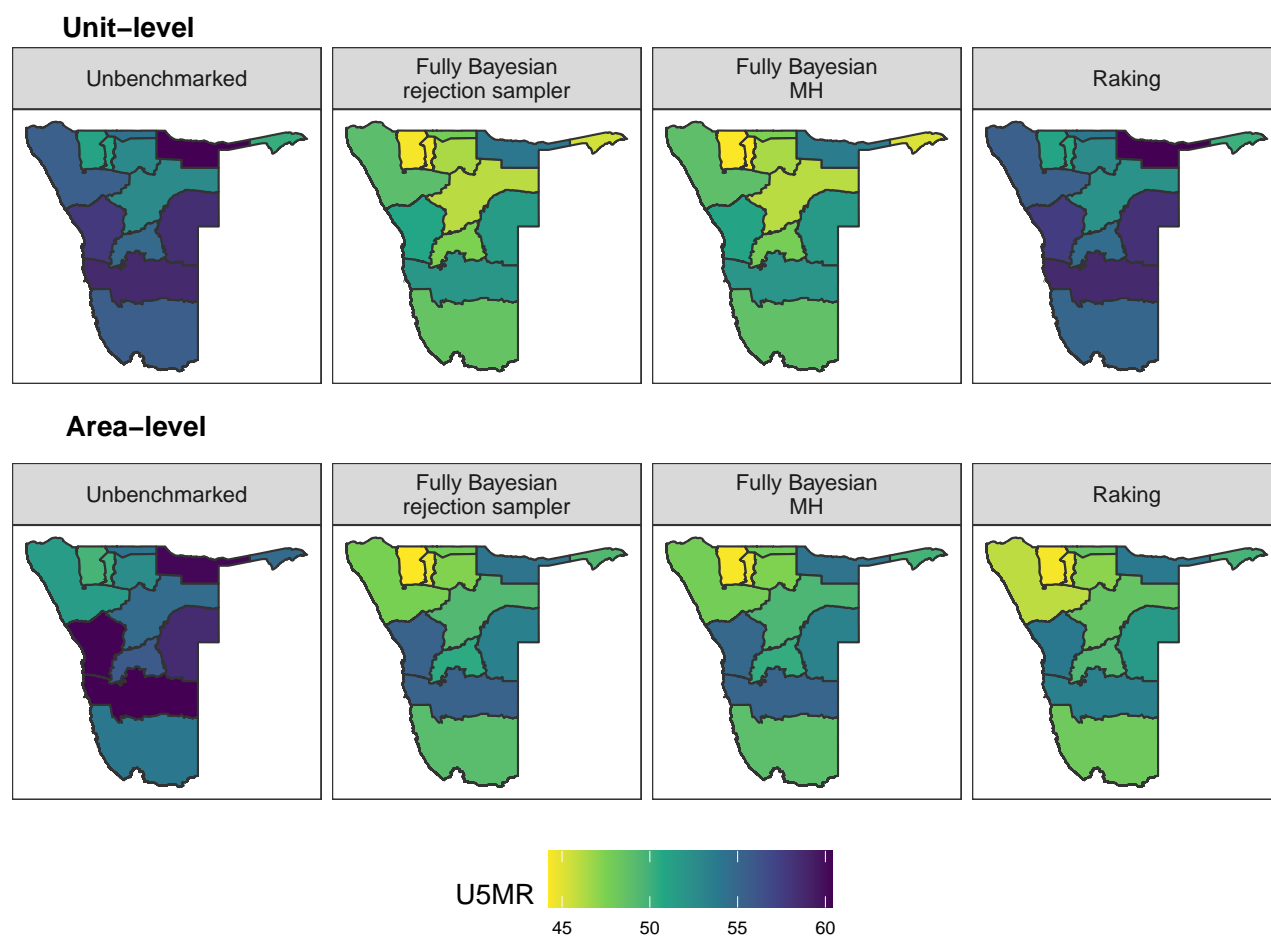 Unit−level
Unbenchmarked
Fully Bayesian
rejection sampler
Fully Bayesian
MH
Raking
Area−level
Unbenchmarked
Fully Bayesian
rejection sampler
Fully Bayesian
MH
Raking
U5MR
45 50 55 60